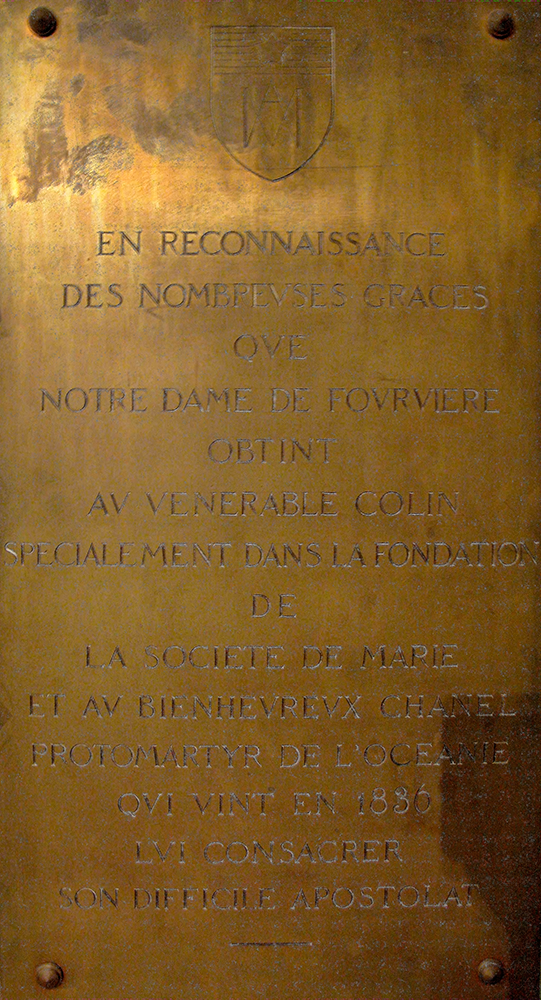 EN RECONNAISSANCE
DES NOMBREVSES GRACES
QVE
NOTRE DAME DE FOVRVIERE
OBTINT
AV VENERABLE COLIN
SPECIALEMENT DANS LA FONDATION
DE
LA SOCIETE DE MARIE
ET AV BIENHEVREVX CHANEL
PROTOMARTYR DE L'OCEANIE
QVI VINT EN 1836
LVI CONSACRER
SON DIFFICILE APOSTOLAT